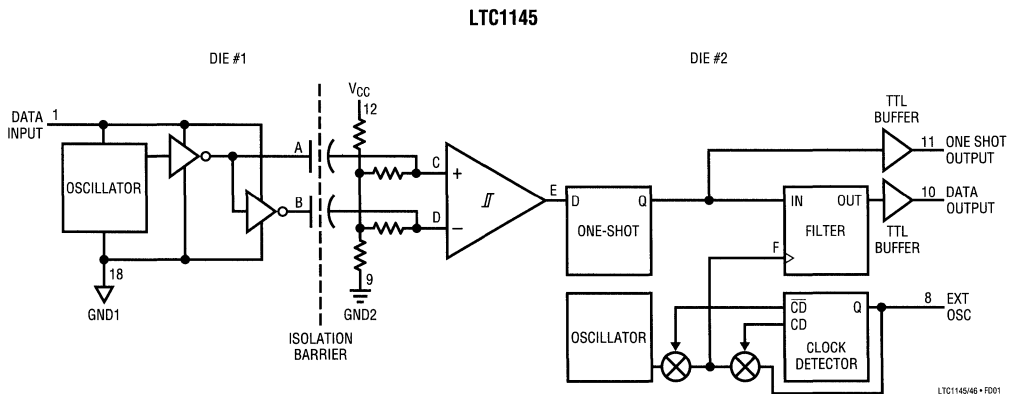 LTC1145
DIE #1
DIE #2
VCC
12
DATA
INPUT
1
A
B
OSCILLATOR
18
GND1
ISOLATION
BARRIER
9
GND2
C
+
D
−
E
D
Q
ONE-SHOT
TTL
BUFFER
11
ONE SHOT
OUTPUT
IN
OUT
FILTER
F
10
DATA
OUTPUT
TTL
BUFFER
OSCILLATOR
CD
CD
Q
CLOCK
DETECTOR
8
EXT
OSC
LTC1145/46 • FD01